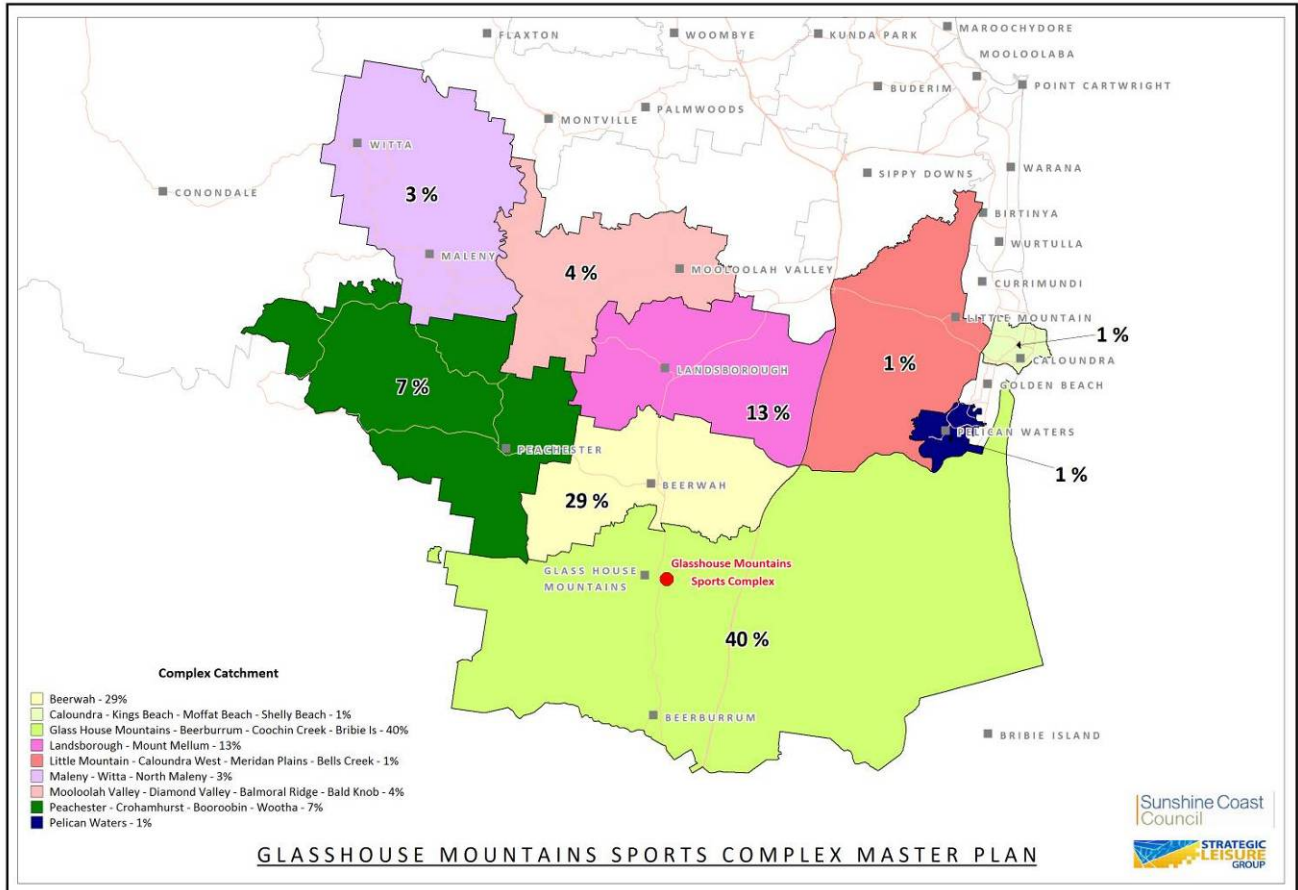 FLAXTON
WOOMBYE
KUNDA PARK
MAROOCHYDORE
MOOLOOLABA
POINT CARTWRIGHT
BUDERIM
PALMWOODS
MONTVILLE
WITTA
CONONDALE
SIPPY DOWNS
WARANA
3 %
BIRTINYA
WURTULLA
MALENY
4 %
MOOLOOLAH VALLEY
CURRIMUNDI
LITTLE MOUNTAIN
1 %
CALOUNDRA
1 %
LANDSBOROUGH
GOLDEN BEACH
7 %
13 %
PELICAN WATERS
PEACHESTER
1 %
BEERWAH
29 %
GLASS HOUSE
MOUNTAINS
Glasshouse Mountains
Sports Complex
40 %
BEERBURRUM
BRIBIE ISLAND
Complex Catchment
Beerwah - 29%
Caloundra - Kings Beach - Moffat Beach - Shelly Beach - 1%
Glass House Mountains - Beerburrum - Coochin Creek - Bribie Is - 40%
Landsborough - Mount Mellum - 13%
Little Mountain - Caloundra West - Meridan Plains - Bells Creek - 1%
Maleny - Witta - North Maleny - 3%
Mooloolah Valley - Diamond Valley - Balmoral Ridge - Bald Knob - 4%
Peachester - Crohamhurst - Booroobin - Wootha - 7%
Pelican Waters - 1%
Sunshine Coast
Council
STRATEGIC
LEISURE
GROUP
GLASSHOUSE MOUNTAINS SPORTS COMPLEX MASTER PLAN